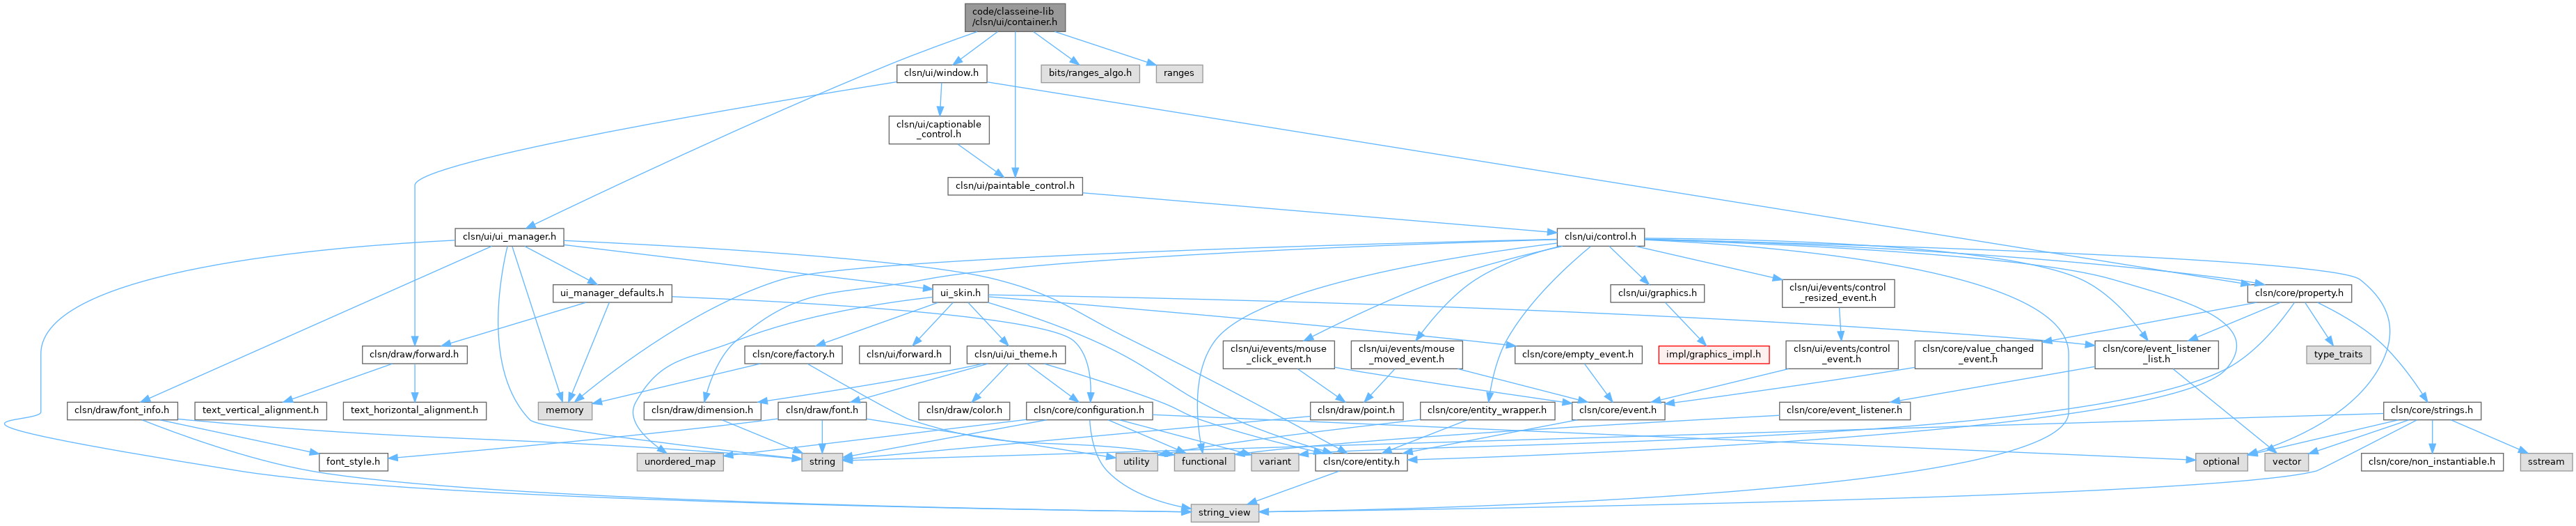 code/classeine-lib
/clsn/ui/container.h
clsn/ui/window.h
bits/ranges_algo.h
ranges
clsn/ui/captionable
_control.h
clsn/ui/paintable_control.h
clsn/ui/ui_manager.h
clsn/ui/control.h
ui_manager_defaults.h
ui_skin.h
clsn/ui/graphics.h
clsn/ui/events/control
_resized_event.h
clsn/core/property.h
clsn/draw/forward.h
clsn/core/factory.h
clsn/ui/forward.h
clsn/ui/ui_theme.h
clsn/ui/events/mouse
_click_event.h
clsn/ui/events/mouse
_moved_event.h
clsn/core/empty_event.h
impl/graphics_impl.h
clsn/ui/events/control
_event.h
clsn/core/value_changed
_event.h
clsn/core/event_listener
_list.h
type_traits
clsn/draw/font_info.h
text_vertical_alignment.h
text_horizontal_alignment.h
memory
clsn/draw/dimension.h
clsn/draw/font.h
clsn/draw/color.h
clsn/core/configuration.h
clsn/draw/point.h
clsn/core/entity_wrapper.h
clsn/core/event.h
clsn/core/event_listener.h
clsn/core/strings.h
font_style.h
unordered_map
string
utility
functional
variant
clsn/core/entity.h
optional
vector
clsn/core/non_instantiable.h
sstream
string_view